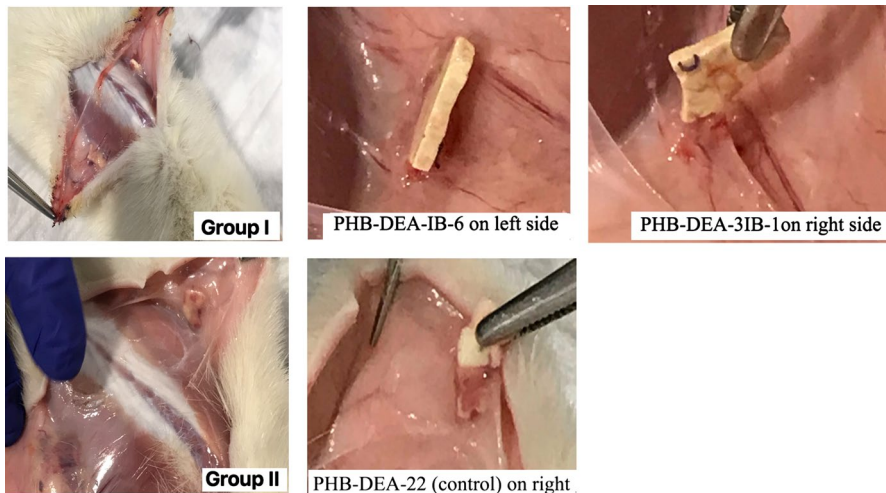 Group I
PHB-DEA-IB-6 on left side
PHB-DEA-3IB-1on right side
Group II
PHB-DEA-22 (control) on right